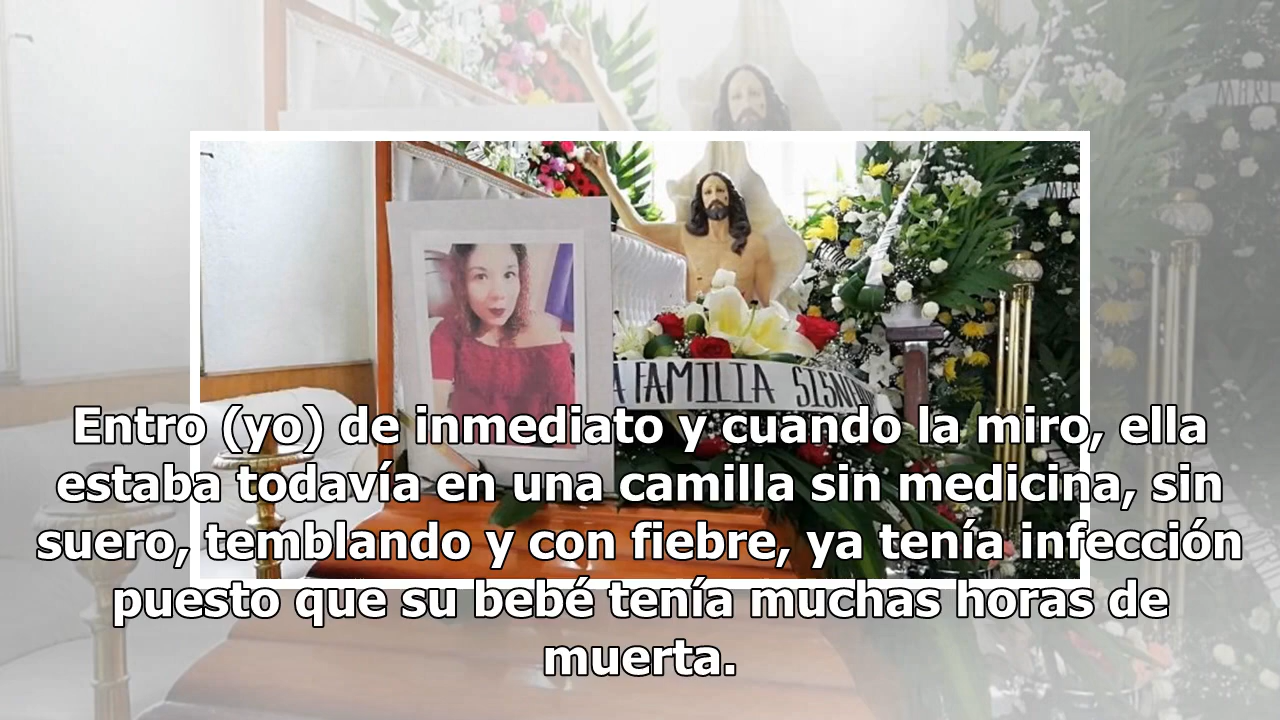 FAMILIA
Entro (yo) de inmediato y cuando la miro, ella
estaba todavía en una camilla sin medicina, sin
suero, temblando y con fiebre, ya tenía infección
puesto que su bebé tenía muchas horas de
muerta.